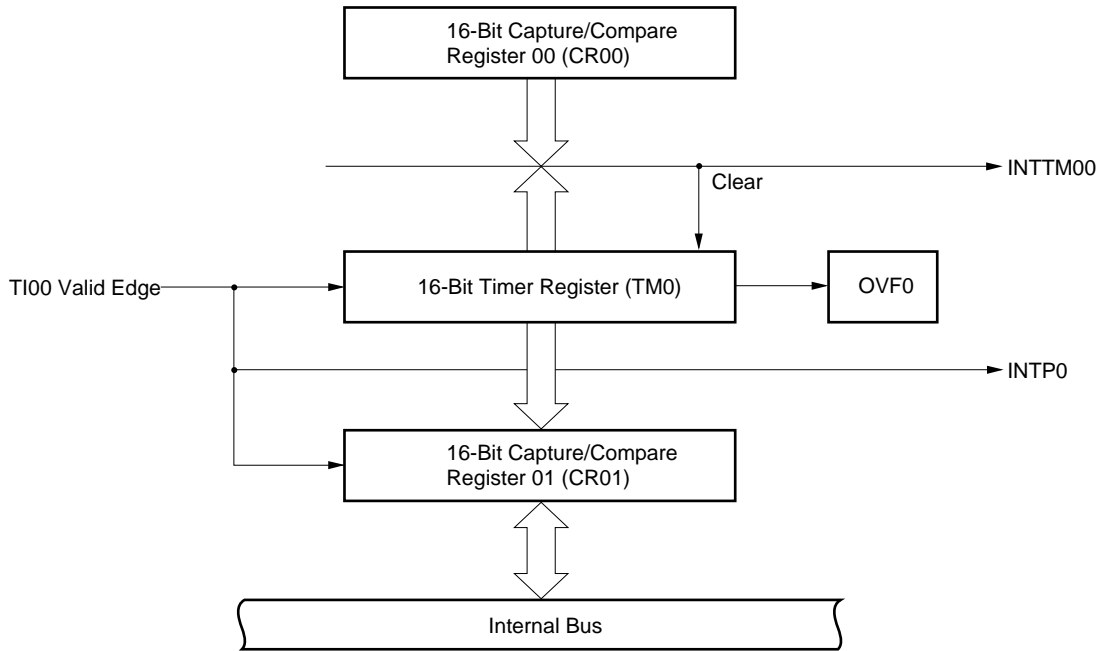 16-Bit Capture/Compare
Register 00 (CR00)
INTTM00
Clear
TI00 Valid Edge
16-Bit Timer Register (TM0)
OVF0
INTP0
16-Bit Capture/Compare
Register 01 (CR01)
Internal Bus